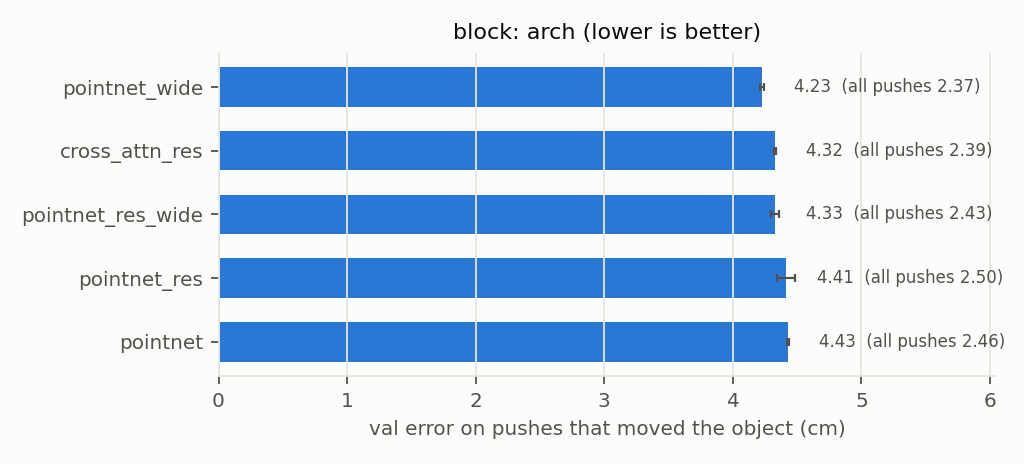 block: arch (lower is better)
pointnet_wide
4.23 (all pushes 2.37)
cross_attn_res
4.32 (all pushes 2.39)
pointnet_res_wide
4.33 (all pushes 2.43)
pointnet_res
4.41 (all pushes 2.50)
pointnet
4.43 (all pushes 2.46)
0 1 2 3 4 5 6
val error on pushes that moved the object (cm)